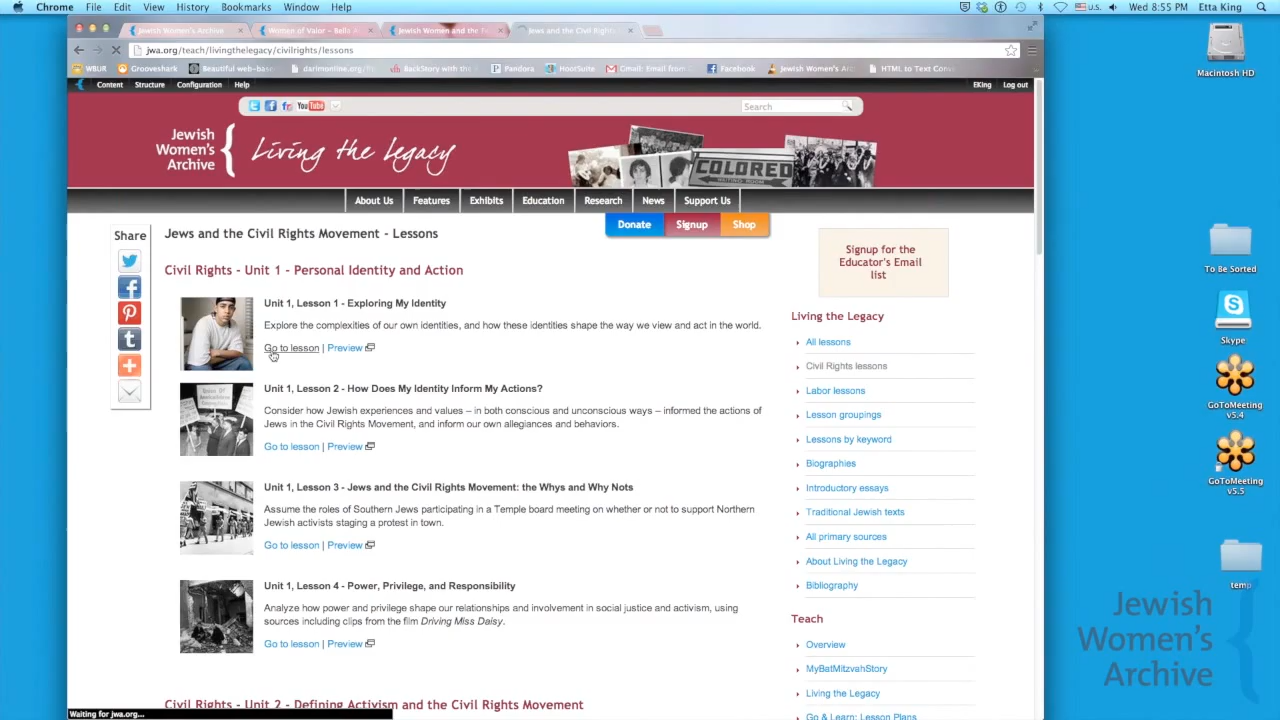 Chrome File Edit View History Bookmarks Window Help
U.S. Wed 8:55 PM Etta King
Jewish Women's Archive
Women of Valor – Bella A
Jewish Women and the Fe
Jews and the Civil Rights
jwa.org/teach/livingthelegacy/civilrights/lessons
WBUR Grooveshark Beautiful web-base darimonline.org BackStory with the Pandora HootSuite Gmail: Email from Facebook Jewish Women's Arc HTML to Text Conv
Content Structure Configuration Help EKing Log out
You Tube
Search
Jewish
Women's
Archive
Living the Legacy
COLORED
WAITING ROOM
About Us Features Exhibits Education Research News Support Us
Donate Signup Shop
Share
Jews and the Civil Rights Movement - Lessons
Civil Rights - Unit 1 - Personal Identity and Action
Unit 1, Lesson 1 - Exploring My Identity
Explore the complexities of our own identities, and how these identities shape the way we view and act in the world.
Go to lesson | Preview
Unit 1, Lesson 2 - How Does My Identity Inform My Actions?
Consider how Jewish experiences and values – in both conscious and unconscious ways – informed the actions of
Jews in the Civil Rights Movement, and inform our own allegiances and behaviors.
Go to lesson | Preview
Unit 1, Lesson 3 - Jews and the Civil Rights Movement: the Whys and Why Nots
Assume the roles of Southern Jews participating in a Temple board meeting on whether or not to support Northern
Jewish activists staging a protest in town.
Go to lesson | Preview
Unit 1, Lesson 4 - Power, Privilege, and Responsibility
Analyze how power and privilege shape our relationships and involvement in social justice and activism, using
sources including clips from the film Driving Miss Daisy.
Go to lesson | Preview
Civil Rights - Unit 2 - Defining Activism and the Civil Rights Movement
Waiting for jwa.org...
Signup for the
Educator's Email
list
Living the Legacy
All lessons
Civil Rights lessons
Labor lessons
Lesson groupings
Lessons by keyword
Biographies
Introductory essays
Traditional Jewish texts
All primary sources
About Living the Legacy
Bibliography
Teach
Overview
MyBatMitzvahStory
Living the Legacy
Go & Learn: Lesson Plans
Macintosh HD
To Be Sorted
Skype
GoToMeeting
v5.4
GoToMeeting
v5.5
temp
Jewish
Women's
Archive